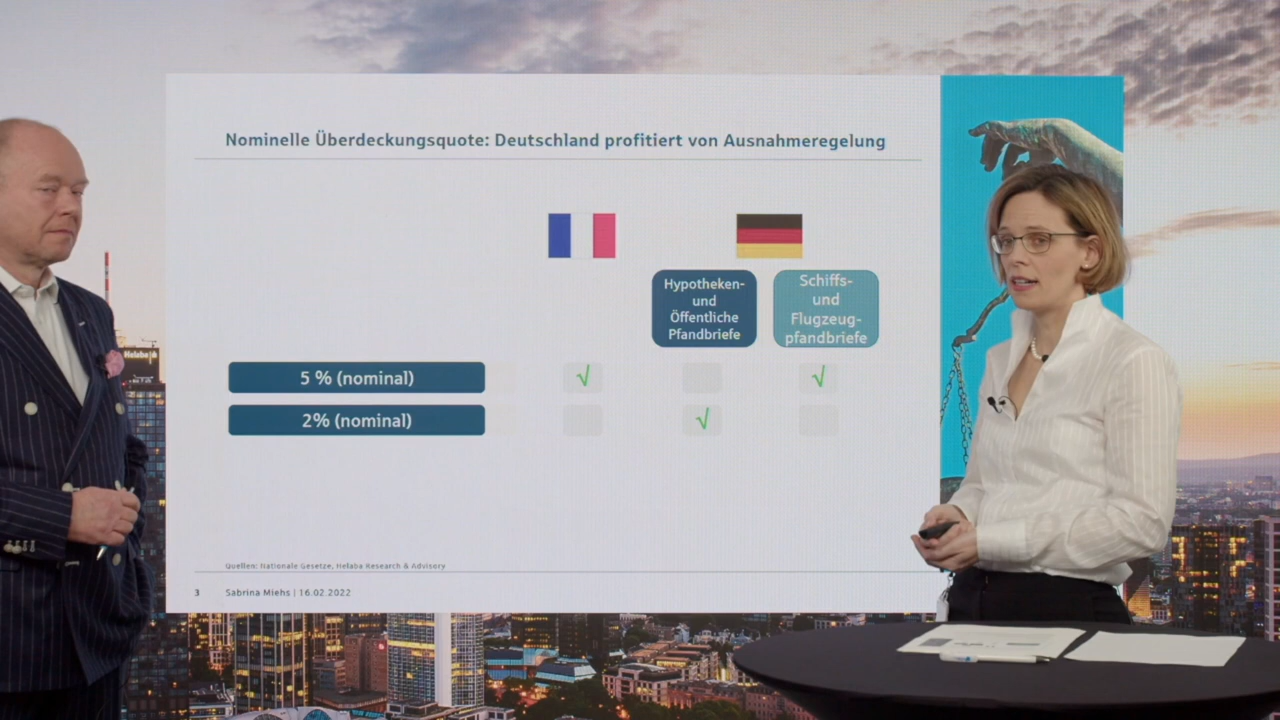 Nominelle Überdeckungsquote: Deutschland profitiert von Ausnahmeregelung
Hypotheken-
und
Öffentliche
Pfandbriefe
Schiffs-
und
Flugzeug-
pfandbriefe
5 % (nominal)
√
√
2% (nominal)
√
Quellen: Nationale Gesetze, Helaba Research & Advisory
3
Sabrina Miehs | 16.02.2022
Helaba